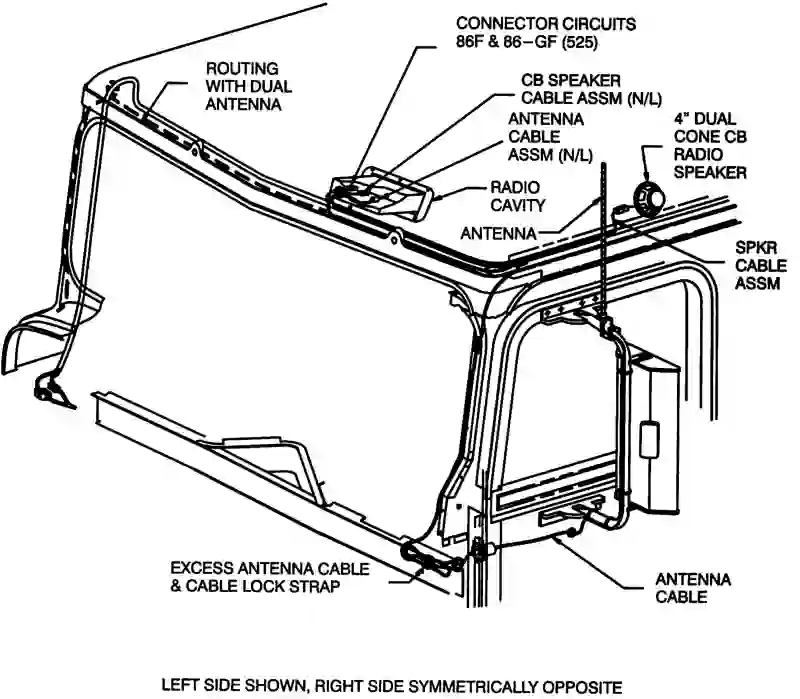 CONNECTOR CIRCUITS
86F & 86-GF (525)
ROUTING
WITH DUAL
ANTENNA
CB SPEAKER
CABLE ASSM (N/L)
ANTENNA
CABLE
ASSM (N/L)
4" DUAL
CONE CB
RADIO
SPEAKER
RADIO
CAVITY
ANTENNA
SPKR
CABLE
ASSM
EXCESS ANTENNA CABLE
& CABLE LOCK STRAP
ANTENNA
CABLE
LEFT SIDE SHOWN, RIGHT SIDE SYMMETRICALLY OPPOSITE